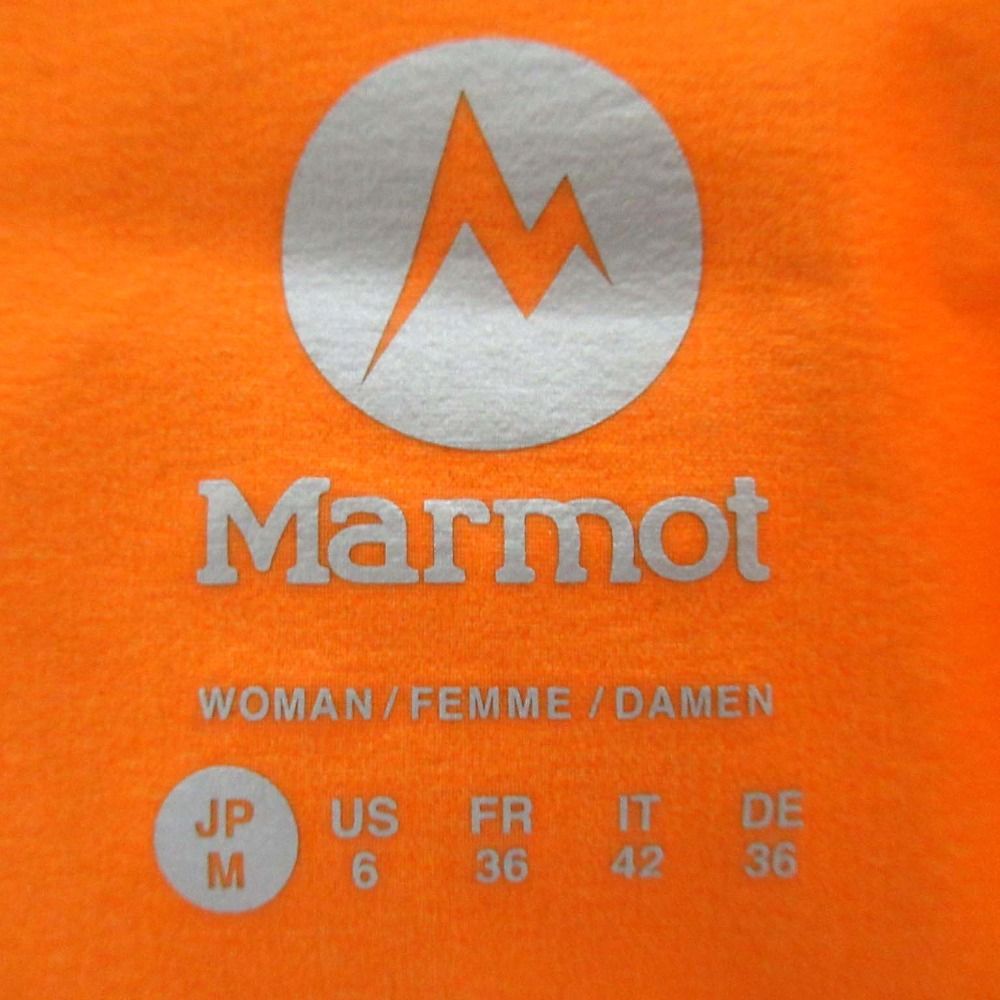 Marmot
WOMAN / FEMME / DAMEN
JP US FR IT DE
M 6 36 42 36